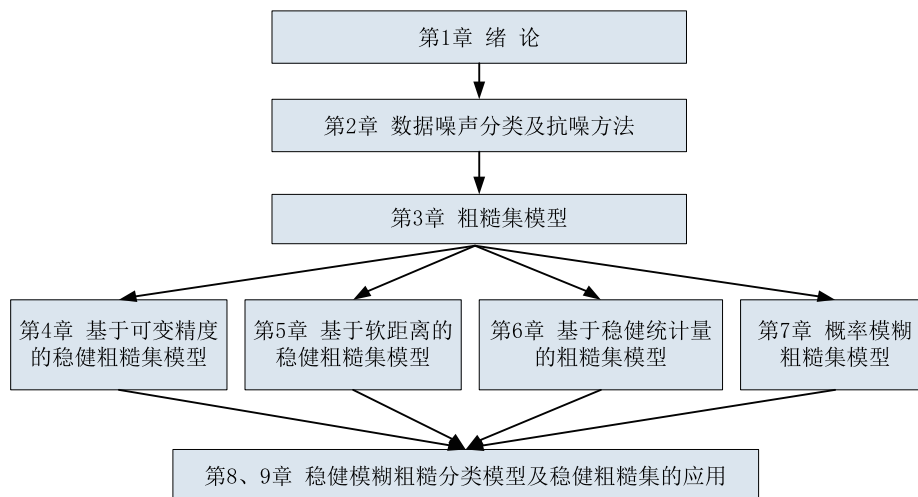 第1章 绪 论
第2章 数据噪声分类及抗噪方法
第3章 粗糙集模型
第4章 基于可变精度
的稳健粗糙集模型
第5章 基于软距离的
稳健粗糙集模型
第6章 基于稳健统计量
的粗糙集模型
第7章 概率模糊
粗糙集模型
第8、9章 稳健模糊粗糙分类模型及稳健粗糙集的应用